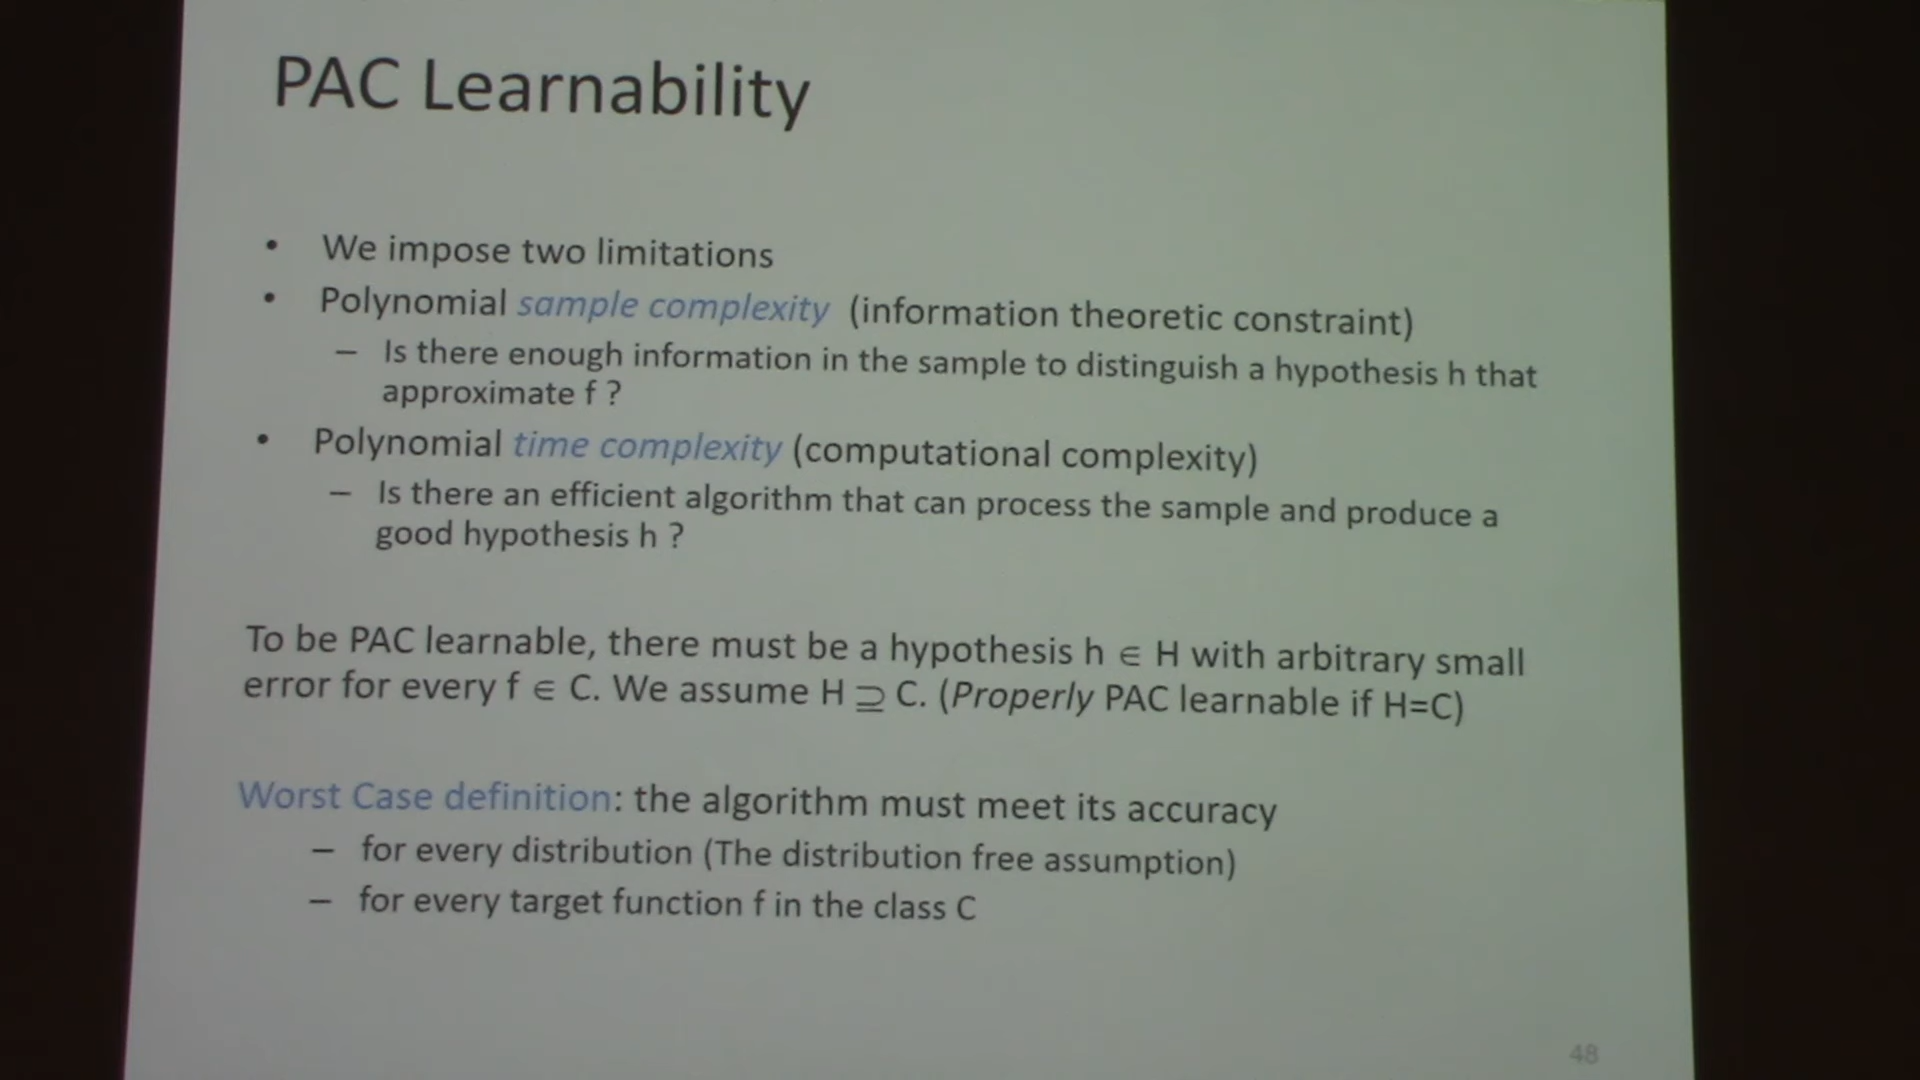 PAC Learnability
• We impose two limitations
• Polynomial sample complexity (information theoretic constraint)
– Is there enough information in the sample to distinguish a hypothesis h that
approximate f ?
• Polynomial time complexity (computational complexity)
– Is there an efficient algorithm that can process the sample and produce a
good hypothesis h ?
To be PAC learnable, there must be a hypothesis h ∈ H with arbitrary small
error for every f ∈ C. We assume H ⊇ C. (Properly PAC learnable if H=C)
Worst Case definition: the algorithm must meet its accuracy
– for every distribution (The distribution free assumption)
– for every target function f in the class C
48